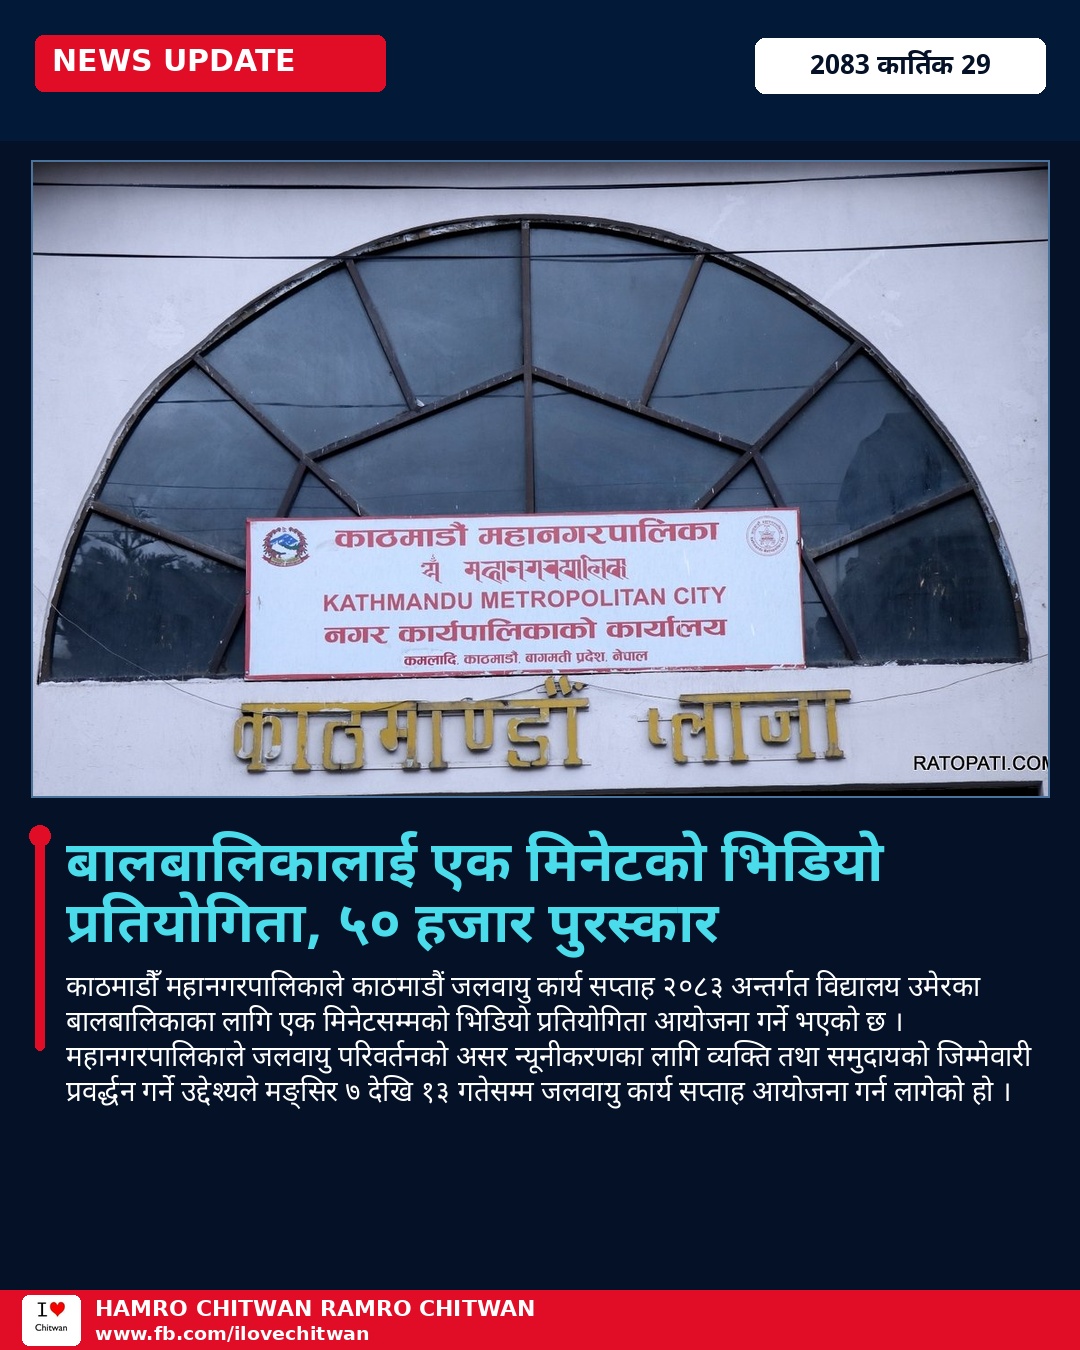 NEWS UPDATE
2083 कार्तिक 29
काठमाडौं महानगरपालिका
KATHMANDU METROPOLITAN CITY
नगर कार्यपालिकाको कार्यालय
कमलादि, काठमाडौं, बागमती प्रदेश, नेपाल
काठमाण्डौं प्लाजा
RATOPATI.COM
बालबालिकालाई एक मिनेटको भिडियो
प्रतियोगिता, ५० हजार पुरस्कार
काठमाडौँ महानगरपालिकाले काठमाडौं जलवायु कार्य सप्ताह २०८३ अन्तर्गत विद्यालय उमेरका
बालबालिकाका लागि एक मिनेटसम्मको भिडियो प्रतियोगिता आयोजना गर्ने भएको छ ।
महानगरपालिकाले जलवायु परिवर्तनको असर न्यूनीकरणका लागि व्यक्ति तथा समुदायको जिम्मेवारी
प्रवर्द्धन गर्ने उद्देश्यले मङ्सिर ७ देखि १३ गतेसम्म जलवायु कार्य सप्ताह आयोजना गर्न लागेको हो ।
I ❤
Chitwan
HAMRO CHITWAN RAMRO CHITWAN
www.fb.com/ilovechitwan